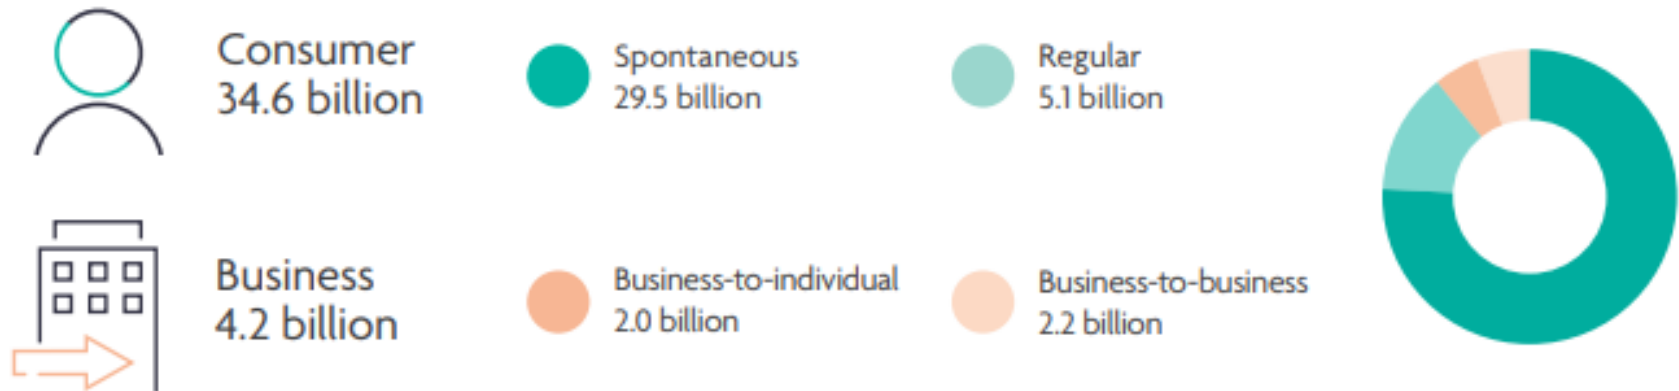 Consumer
34.6 billion
Spontaneous
29.5 billion
Regular
5.1 billion
Business
4.2 billion
Business-to-individual
2.0 billion
Business-to-business
2.2 billion